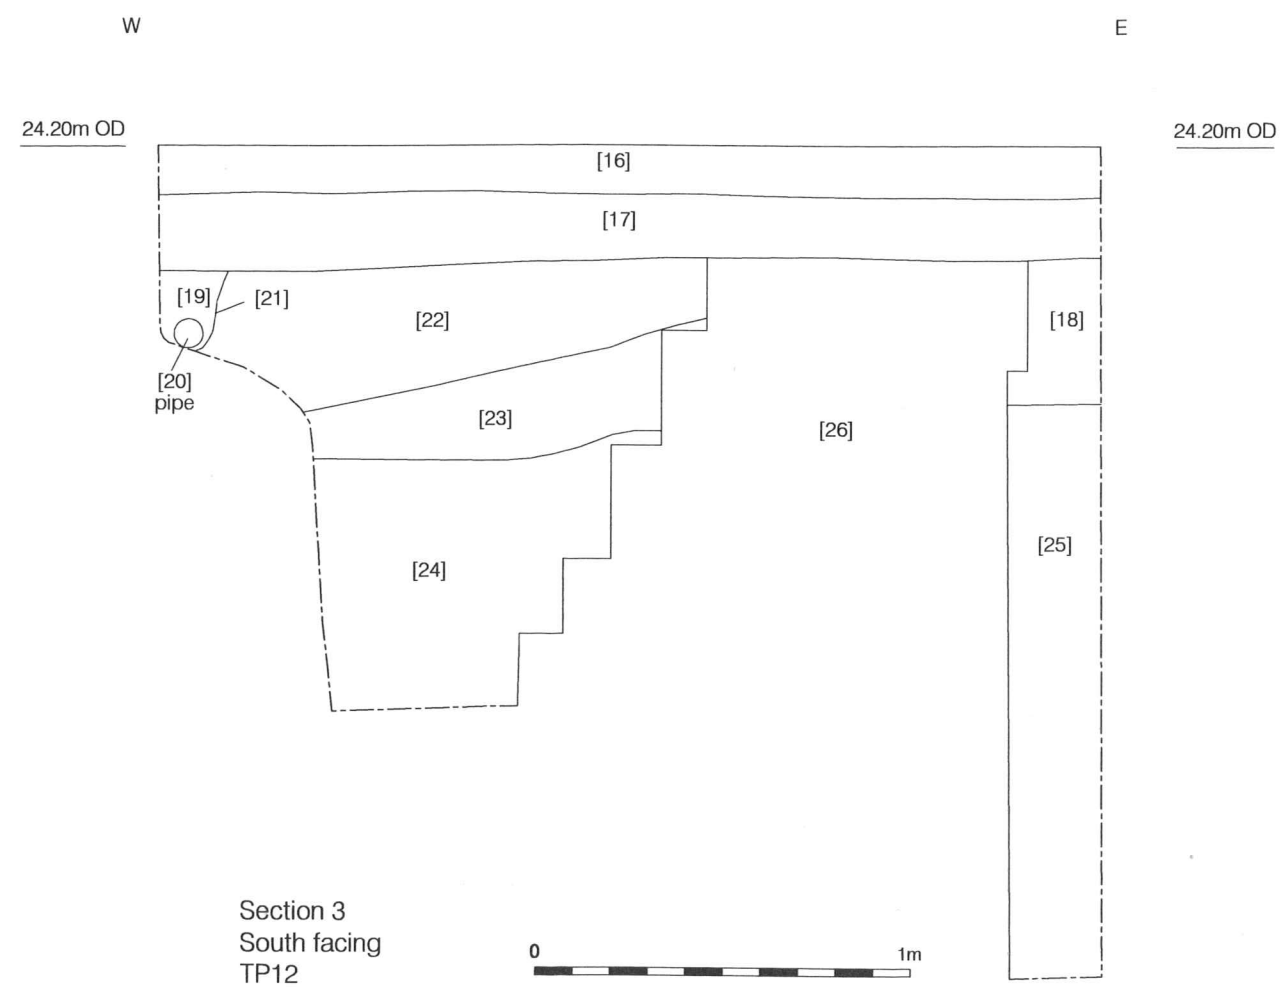 W
E
24.20m OD
24.20m OD
[16]
[17]
[19]
[21]
[22]
[18]
[20]
pipe
[23]
[26]
[25]
[24]
Section 3
South facing
TP12
0
1m